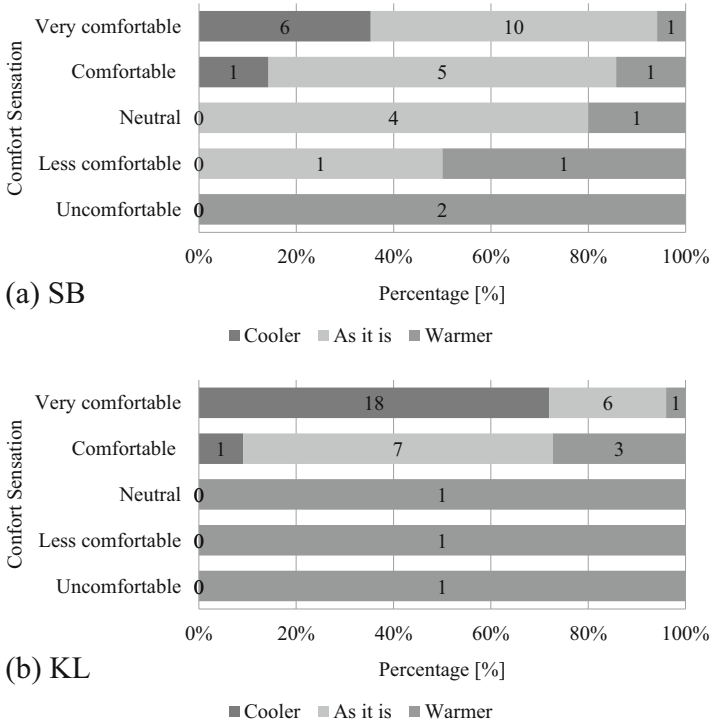 Comfort Sensation
Very comfortable 6 10 1
Comfortable 1 5 1
Neutral 0 4 1
Less comfortable 0 1 1
Uncomfortable 0 2
0% 20% 40% 60% 80% 100%
(a) SB
Percentage [%]
Cooler As it is Warmer
Confort Sensation
Very comfortable 18 6 1
Comfortable 1 7 3
Neutral 0 1
Less comfortable 0 1
Uncomfortable 0 1
0% 20% 40% 60% 80% 100%
(b) KL
Percentage [%]
Cooler As it is Warmer